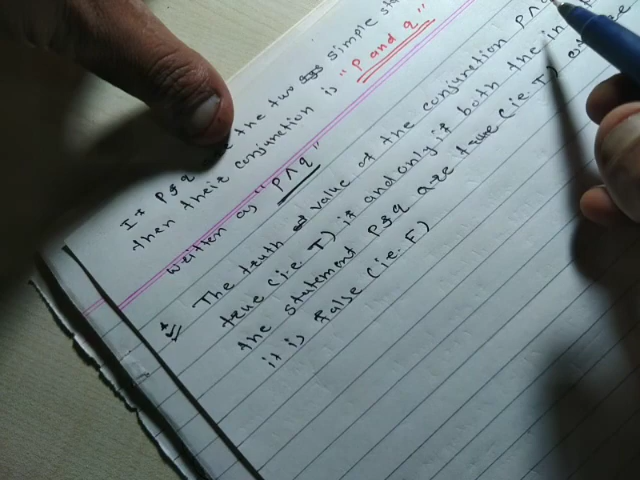 If p & q are the two simple
then their conjunction is "p and q"
written as "p∧q"
* The truth value of the conjunction p∧q
true (i.e. T) if and only if both the in
the statement p & q are true (i.e. T)
it is False (i.e. F)